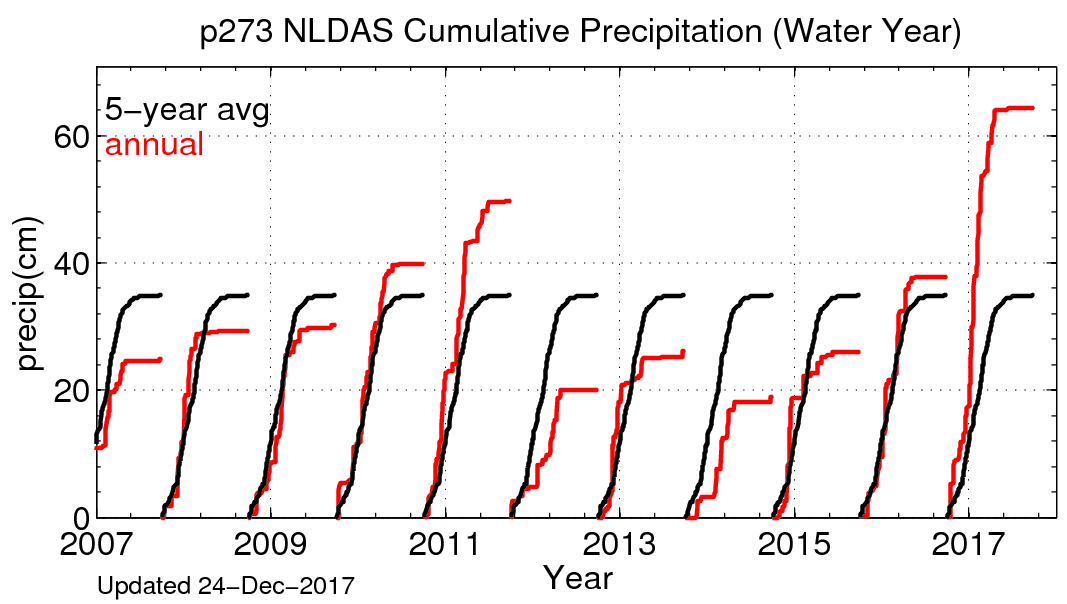 p273 NLDAS Cumulative Precipitation (Water Year)
5−year avg
annual
precip(cm)
60
40
20
0
2007 2009 2011 2013 2015 2017
Year
Updated 24−Dec−2017